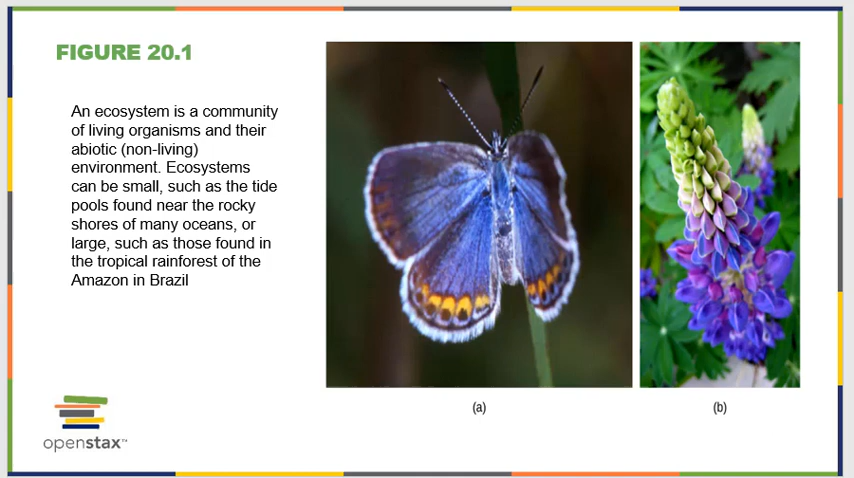 FIGURE 20.1
An ecosystem is a community
of living organisms and their
abiotic (non-living)
environment. Ecosystems
can be small, such as the tide
pools found near the rocky
shores of many oceans, or
large, such as those found in
the tropical rainforest of the
Amazon in Brazil
(a)
(b)
openstax™